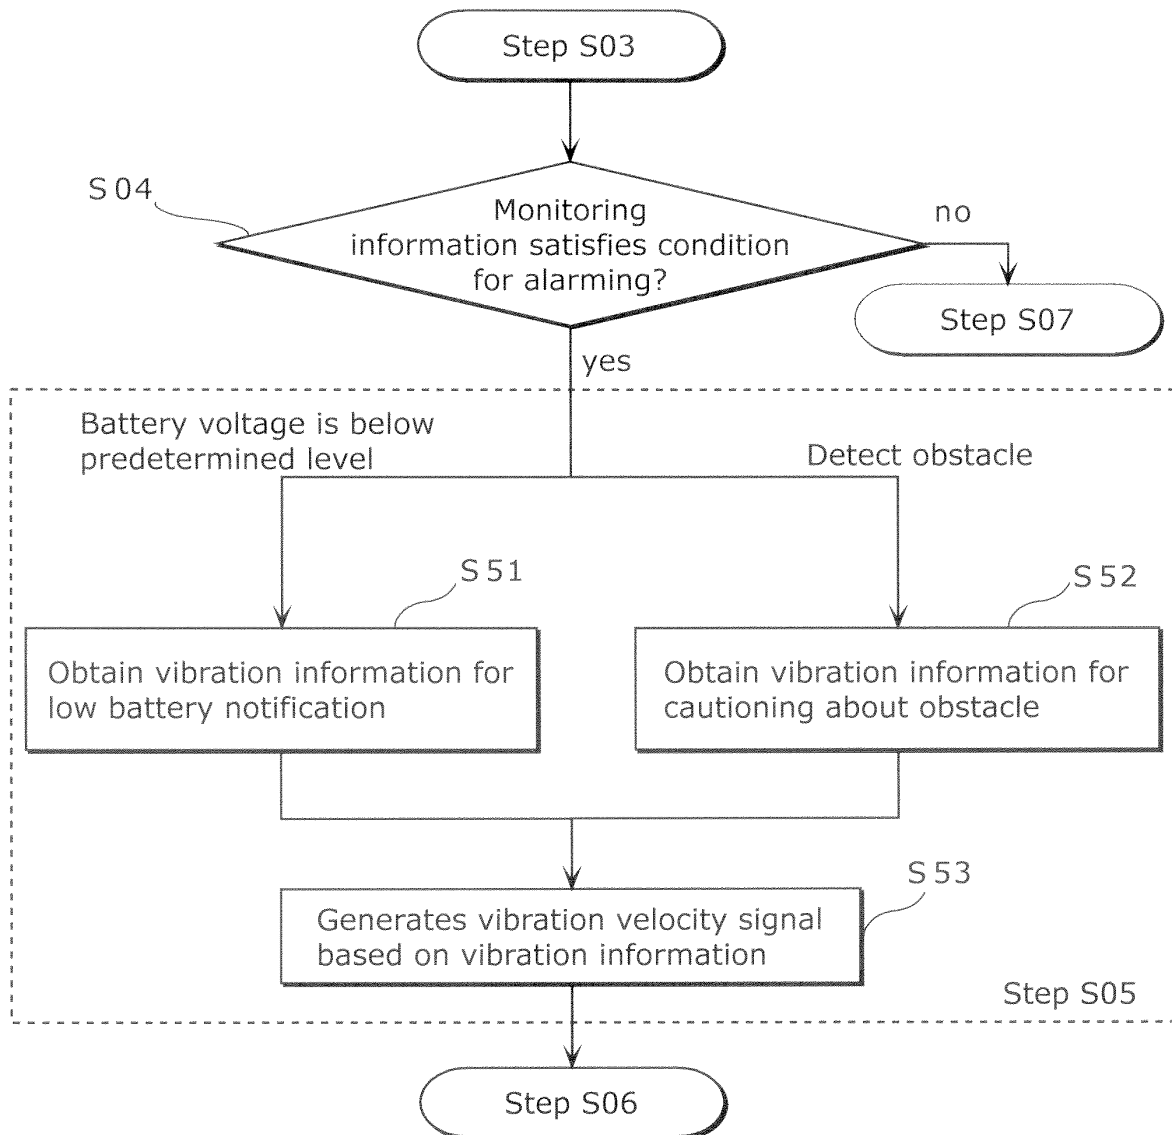 Step S03
S 04
Monitoring
information satisfies condition
for alarming?
no
Step S07
yes
Battery voltage is below
predetermined level
Detect obstacle
S 51
S 52
Obtain vibration information for
low battery notification
Obtain vibration information for
cautioning about obstacle
S 53
Generates vibration velocity signal
based on vibration information
Step S05
Step S06